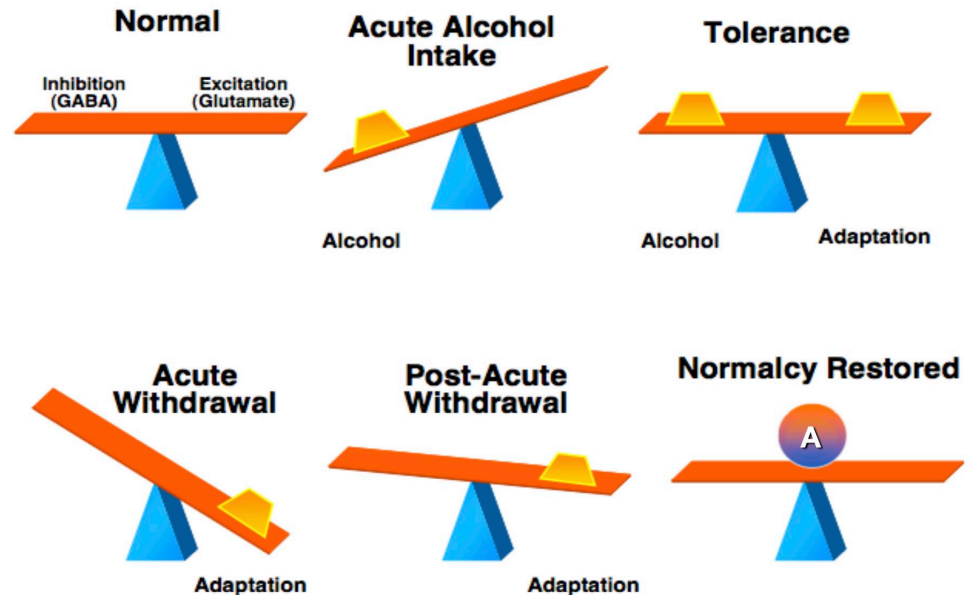 Normal
Inhibition
(GABA)
Excitation
(Glutamate)
Acute Alcohol
Intake
Alcohol
Tolerance
Alcohol
Adaptation
Acute
Withdrawal
Adaptation
Post-Acute
Withdrawal
Adaptation
Normalcy Restored
A